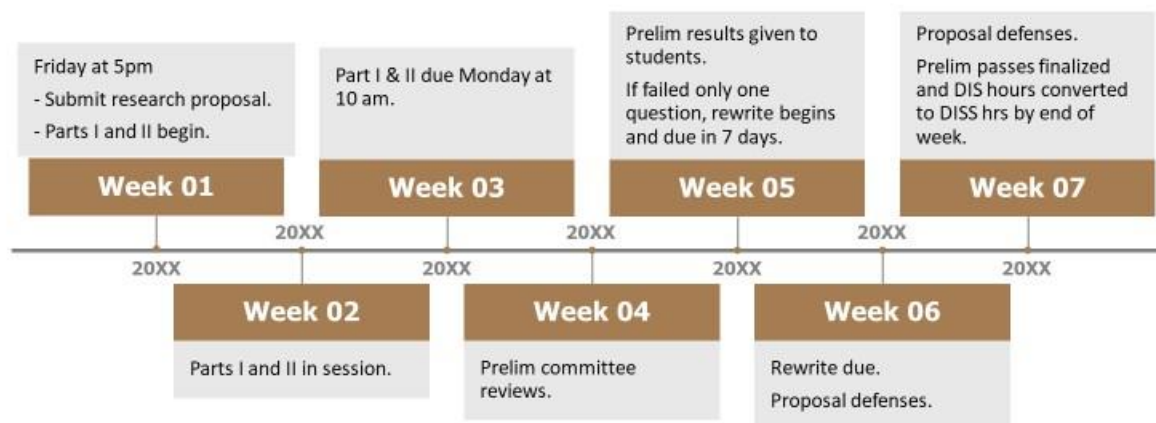 Friday at 5pm
- Submit research proposal.
- Parts I and II begin.
Week 01
20XX
Week 02
20XX
Parts I and II in session.
Part I & II due Monday at
10 am.
Week 03
20XX
Week 04
20XX
Prelim committee
reviews.
Prelim results given to
students.
If failed only one
question, rewrite begins
and due in 7 days.
Week 05
20XX
Week 06
20XX
Rewrite due.
Proposal defenses.
Proposal defenses.
Prelim passes finalized
and DIS hours converted
to DISS hrs by end of
week.
Week 07
20XX